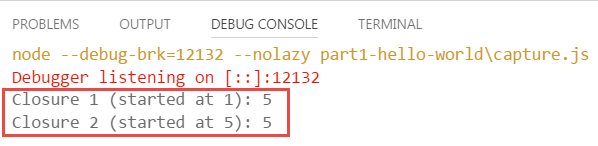 PROBLEMS OUTPUT DEBUG CONSOLE TERMINAL
node --debug-brk=12132 --nolazy part1-hello-world\capture.js
Debugger listening on [::]:12132
Closure 1 (started at 1): 5
Closure 2 (started at 5): 5